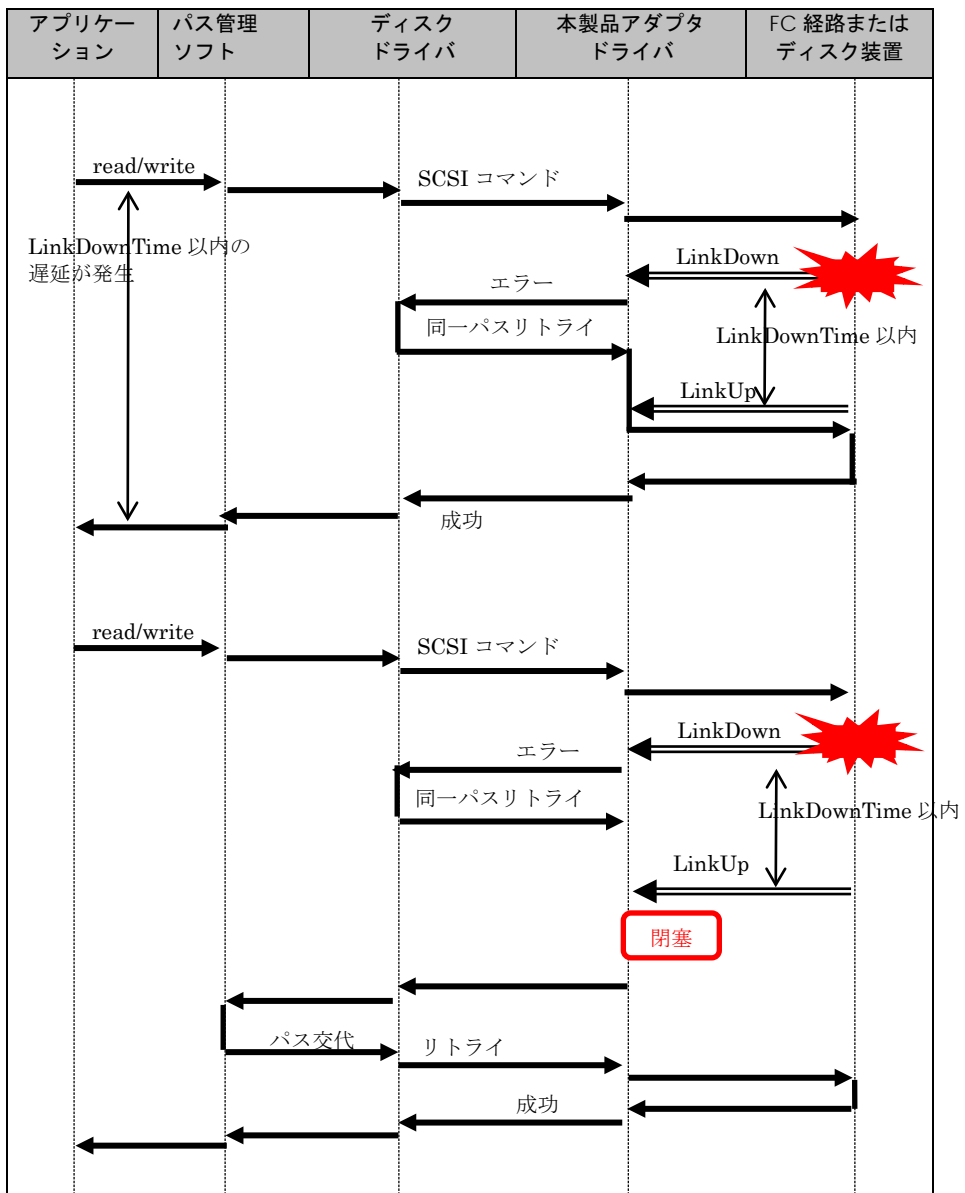 アプリケー
ション
パス管理
ソフト
ディスク
ドライバ
本製品アダプタ
ドライバ
FC 経路または
ディスク装置
read/write
SCSI コマンド
LinkDownTime 以内の
遅延が発生
LinkDown
エラー
同一パスリトライ
LinkDownTime 以内
LinkUp
成功
read/write
SCSI コマンド
LinkDown
エラー
同一パスリトライ
LinkDownTime 以内
LinkUp
閉塞
パス交代
リトライ
成功